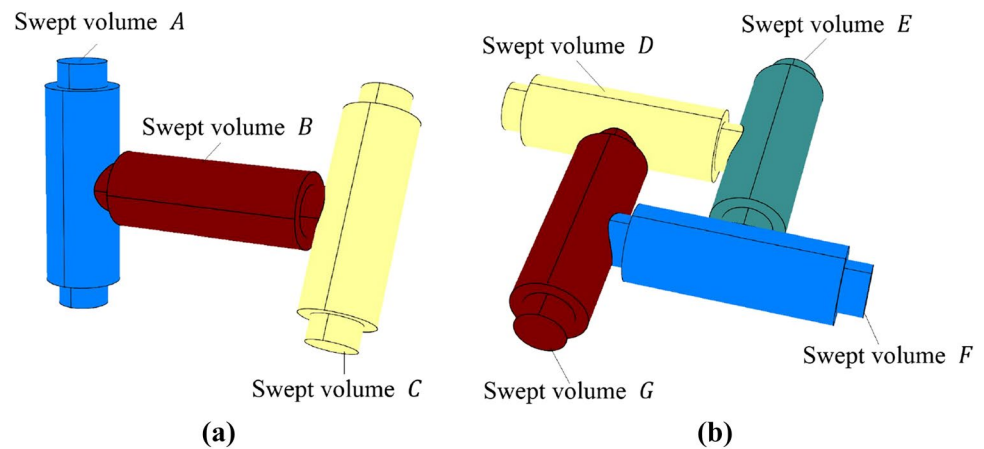 Swept volume A
Swept volume B
Swept volume C
(a)
Swept volume D
Swept volume E
Swept volume F
Swept volume G
(b)